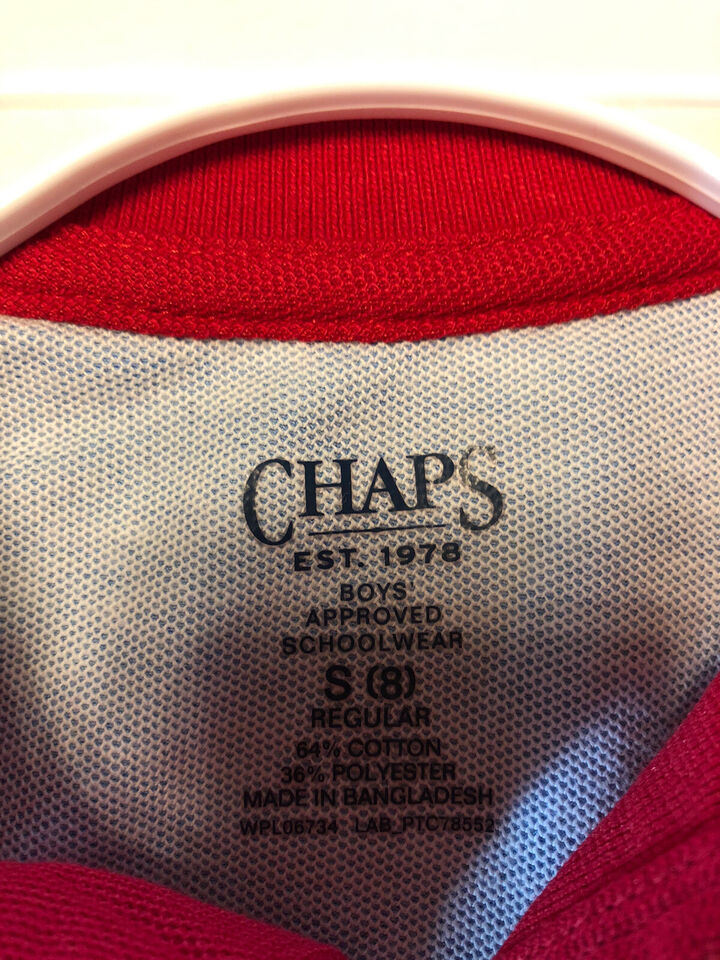 CHAPS
EST. 1978
BOYS'
APPROVED
SCHOOLWEAR
S (8)
REGULAR
64% COTTON
36% POLYESTER
MADE IN BANGLADESH
WPL06734 LAB_PTC78552